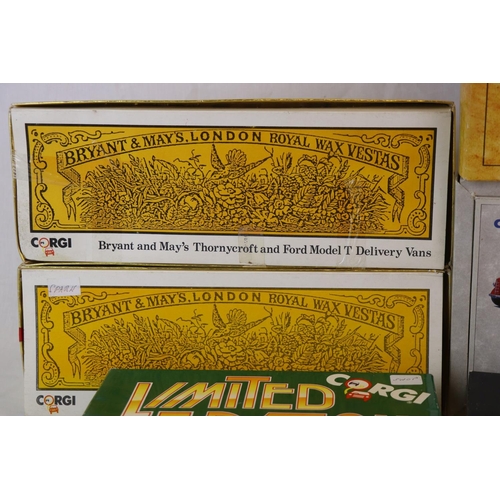 BRYANT & MAY'S. LONDON ROYAL WAX VESTAS
CORGI
Bryant and May's Thornycroft and Ford Model T Delivery Vans
BRYANT & MAY'S. LONDON ROYAL WAX VESTAS
CORGI
LIMITED
CORGI